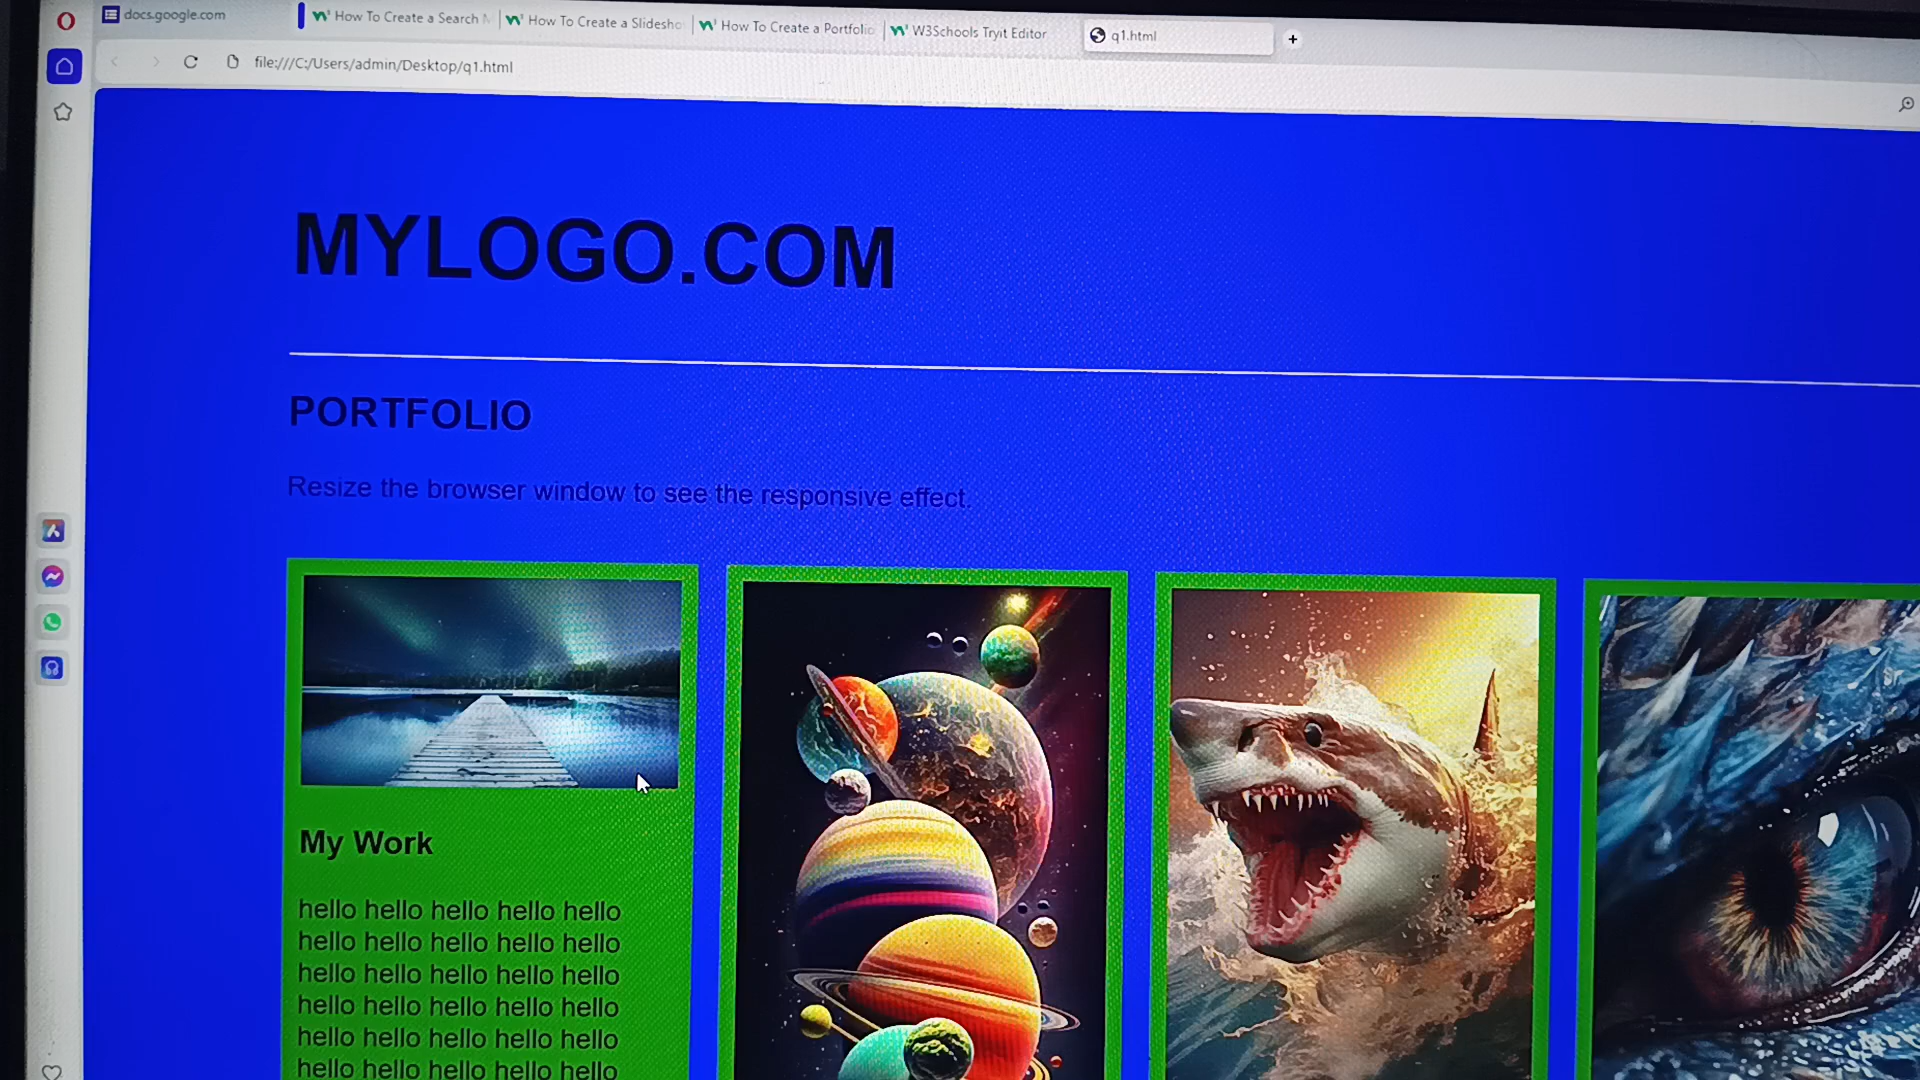 docs.google.com
How To Create a Search
How To Create a Slidesho
How To Create a Portfolio
W3Schools Tryit Editor
q1.html
file:///C:/Users/admin/Desktop/q1.html
MYLOGO.COM
PORTFOLIO
Resize the browser window to see the responsive effect.
My Work
hello hello hello hello hello
hello hello hello hello hello
hello hello hello hello hello
hello hello hello hello hello
hello hello hello hello hello
hello hello hello hello hello